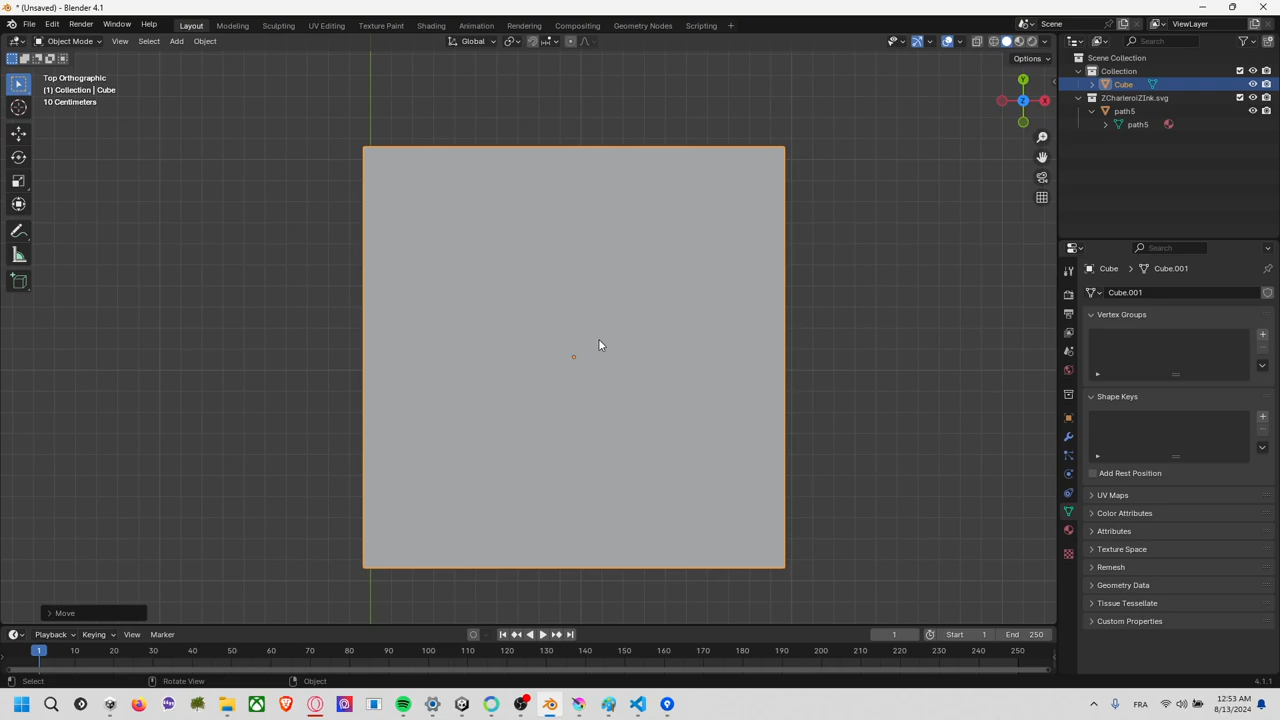 * (Unsaved) - Blender 4.1
File Edit Render Window Help Layout Modeling Sculpting UV Editing Texture Paint Shading Animation Rendering Compositing Geometry Nodes Scripting + Scene ViewLayer
Object Mode View Select Add Object Global Search
Options
Top Orthographic
(1) Collection | Cube
10 Centimeters
Y
Z
X
Scene Collection
Collection
Cube
ZCharleroiZInk.svg
path5
path5
Search
Cube Cube.001
Cube.001
Vertex Groups
Shape Keys
Add Rest Position
UV Maps
Color Attributes
Attributes
Texture Space
Remesh
Geometry Data
Tissue Tessellate
Custom Properties
Move
Playback Keying View Marker 1 Start 1 End 250
1 10 20 30 40 50 60 70 80 90 100 110 120 130 140 150 160 170 180 190 200 210 220 230 240 250
Select Rotate View Object 4.1.1
FRA 12:53 AM
8/13/2024